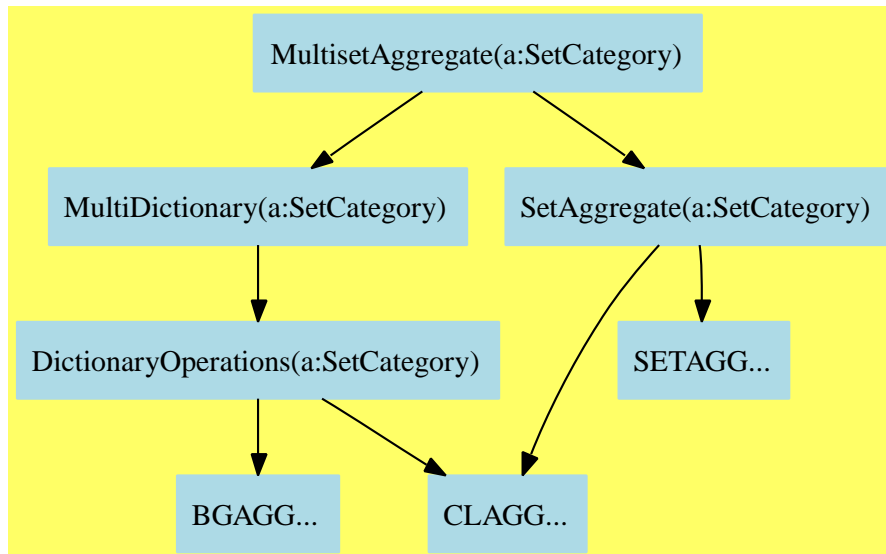 MultisetAggregate(a:SetCategory)
MultiDictionary(a:SetCategory)
SetAggregate(a:SetCategory)
DictionaryOperations(a:SetCategory)
SETAGG...
BGAGG...
CLAGG...